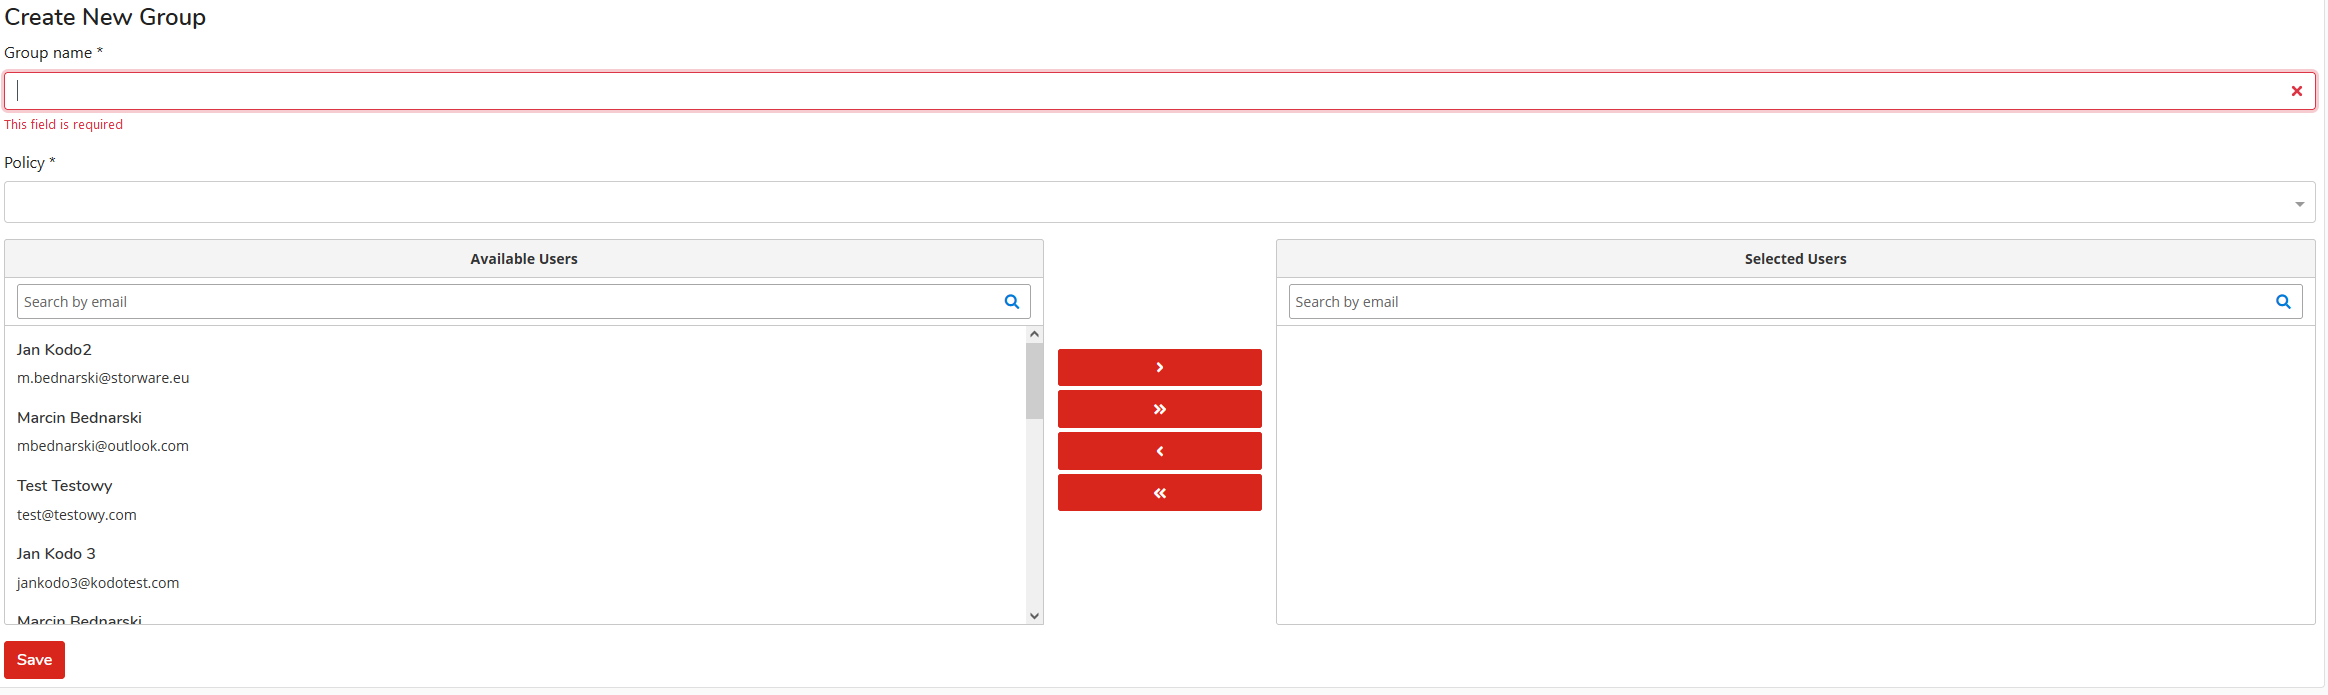 Create New Group
Group name *
This field is required
Policy *
Available Users
Selected Users
Search by email
Search by email
Jan Kodo2
m.bednarski@storware.eu
Marcin Bednarski
mbednarski@outlook.com
Test Testowy
test@testowy.com
Jan Kodo 3
jankodo3@kodotest.com
Marcin Bednarski
Save